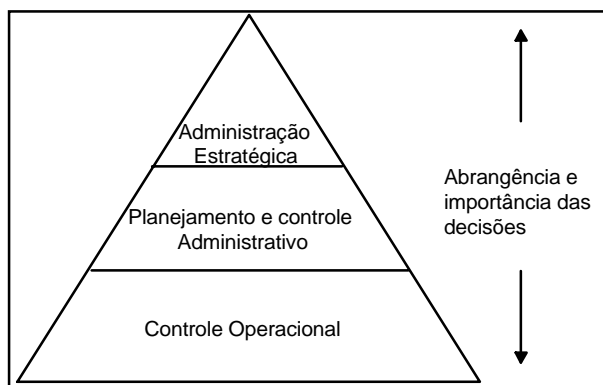 Administração
Estratégica
Planejamento e controle
Administrativo
Controle Operacional
Abrangência e
importância das
decisões